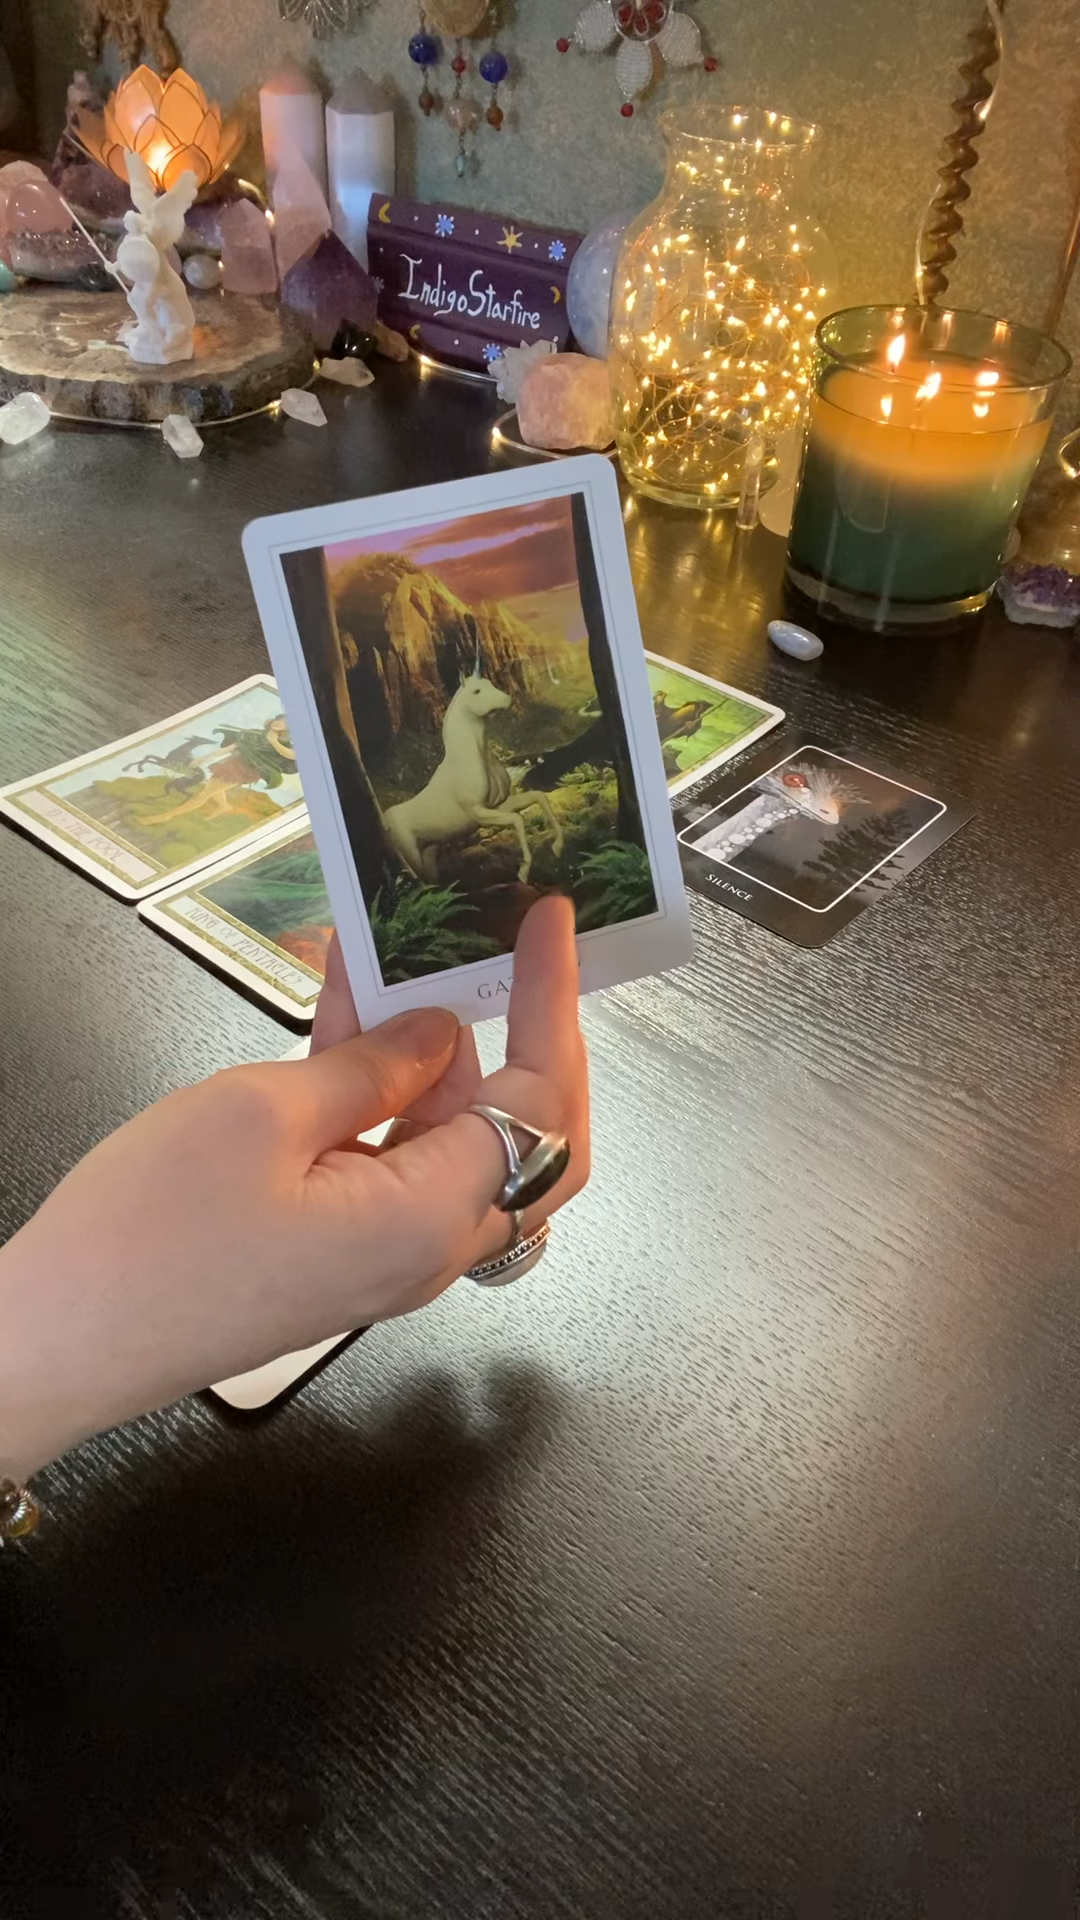 IndigoStarfire
0 · THE FOOL
SILENCE
KING OF PENTACLES